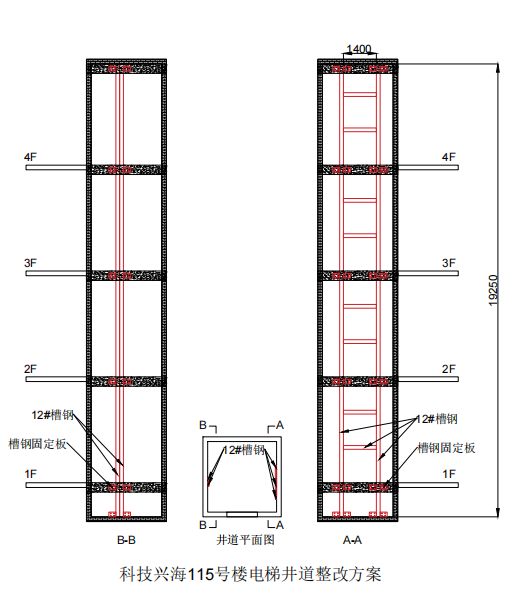 1400
4F
4F
3F
3F
19250
2F
2F
12#槽钢
12#槽钢
B
A
槽钢固定板
12#槽钢
槽钢固定板
1F
1F
B
A
B-B
井道平面图
A-A
科技兴海115号楼电梯井道整改方案